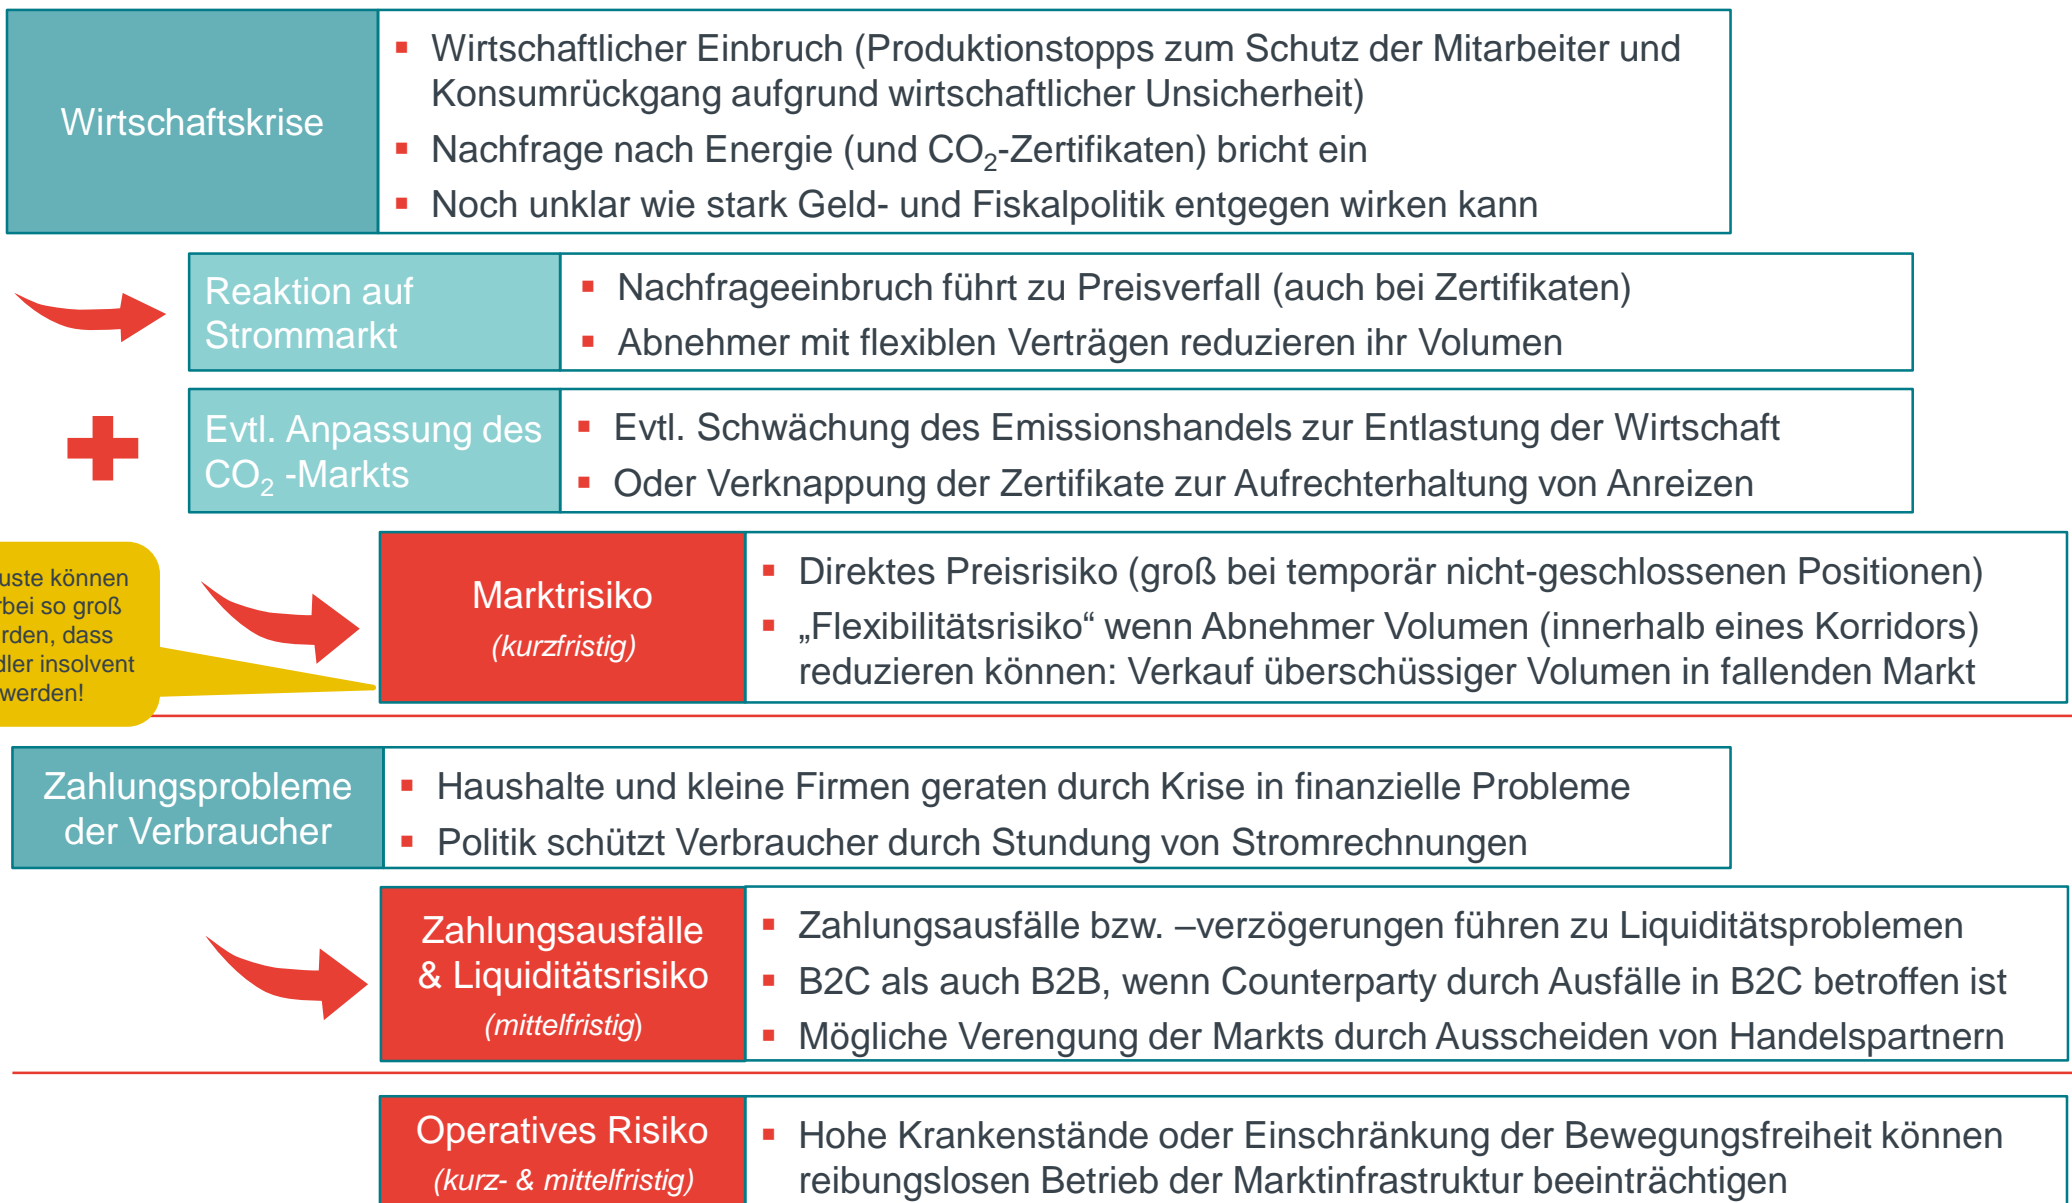 Wirtschaftskrise
▪ Wirtschaftlicher Einbruch (Produktionstopps zum Schutz der Mitarbeiter und
Konsumrückgang aufgrund wirtschaftlicher Unsicherheit)
▪ Nachfrage nach Energie (und CO₂-Zertifikaten) bricht ein
▪ Noch unklar wie stark Geld- und Fiskalpolitik entgegen wirken kann
Reaktion auf
Strommarkt
▪ Nachfrageeinbruch führt zu Preisverfall (auch bei Zertifikaten)
▪ Abnehmer mit flexiblen Verträgen reduzieren ihr Volumen
Evtl. Anpassung des
CO₂ -Markts
▪ Evtl. Schwächung des Emissionshandels zur Entlastung der Wirtschaft
▪ Oder Verknappung der Zertifikate zur Aufrechterhaltung von Anreizen
können
so groß
dass
insolvent
werden!
Marktrisiko
(kurzfristig)
▪ Direktes Preisrisiko (groß bei temporär nicht-geschlossenen Positionen)
▪ „Flexibilitätsrisiko“ wenn Abnehmer Volumen (innerhalb eines Korridors)
reduzieren können: Verkauf überschüssiger Volumen in fallenden Markt
Zahlungsprobleme
der Verbraucher
▪ Haushalte und kleine Firmen geraten durch Krise in finanzielle Probleme
▪ Politik schützt Verbraucher durch Stundung von Stromrechnungen
Zahlungsausfälle
& Liquiditätsrisiko
(mittelfristig)
▪ Zahlungsausfälle bzw. –verzögerungen führen zu Liquiditätsproblemen
▪ B2C als auch B2B, wenn Counterparty durch Ausfälle in B2C betroffen ist
▪ Mögliche Verengung der Markts durch Ausscheiden von Handelspartnern
Operatives Risiko
(kurz- & mittelfristig)
▪ Hohe Krankenstände oder Einschränkung der Bewegungsfreiheit können
reibungslosen Betrieb der Marktinfrastruktur beeinträchtigen